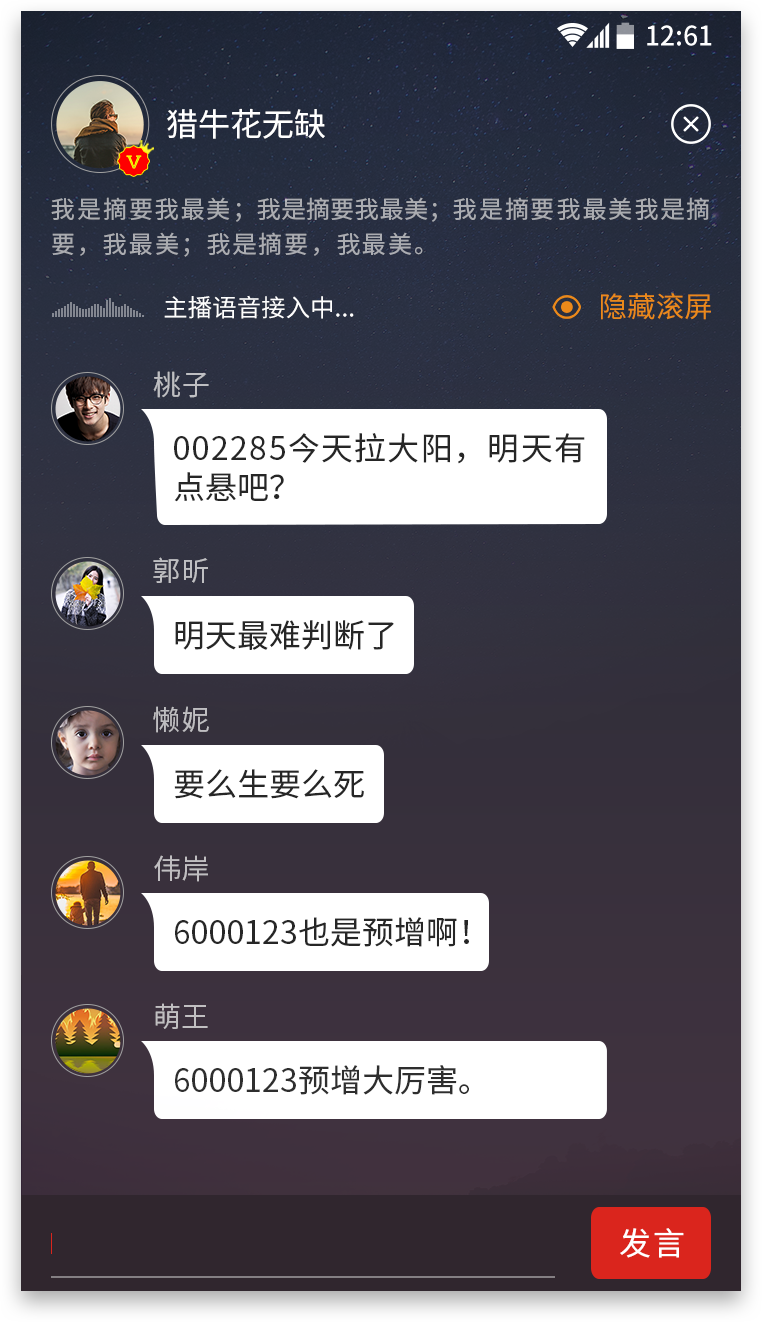 12:61
猎牛花无缺
V
我是摘要我最美；我是摘要我最美；我是摘要我最美我是摘
要，我最美；我是摘要，我最美。
主播语音接入中...
隐藏滚屏
桃子
002285今天拉大阳，明天有
点悬吧？
郭昕
明天最难判断了
懒妮
要么生要么死
伟岸
6000123也是预增啊！
萌王
6000123预增大厉害。
发言